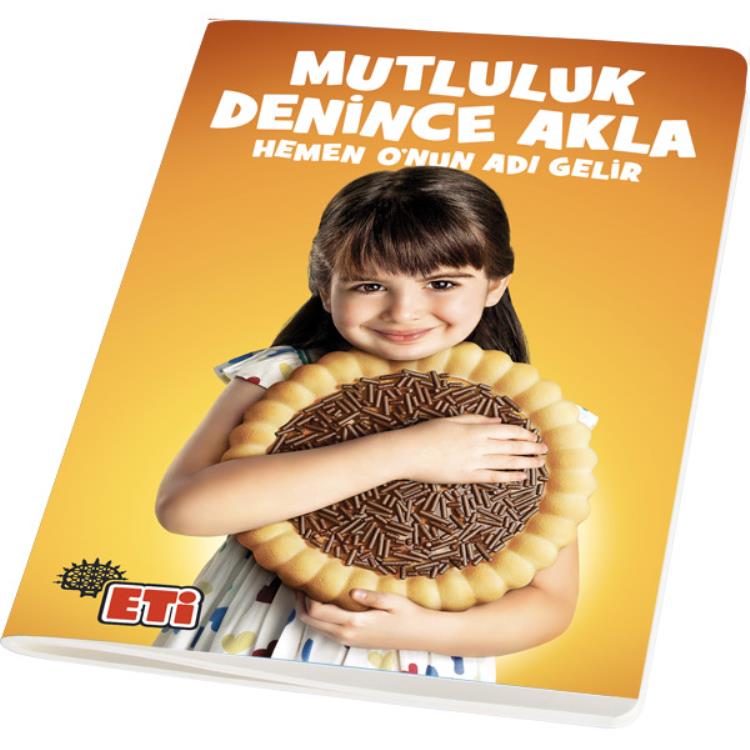 MUTLULUK
DENİNCE AKLA
HEMEN O'NUN ADI GELİR
ETİ